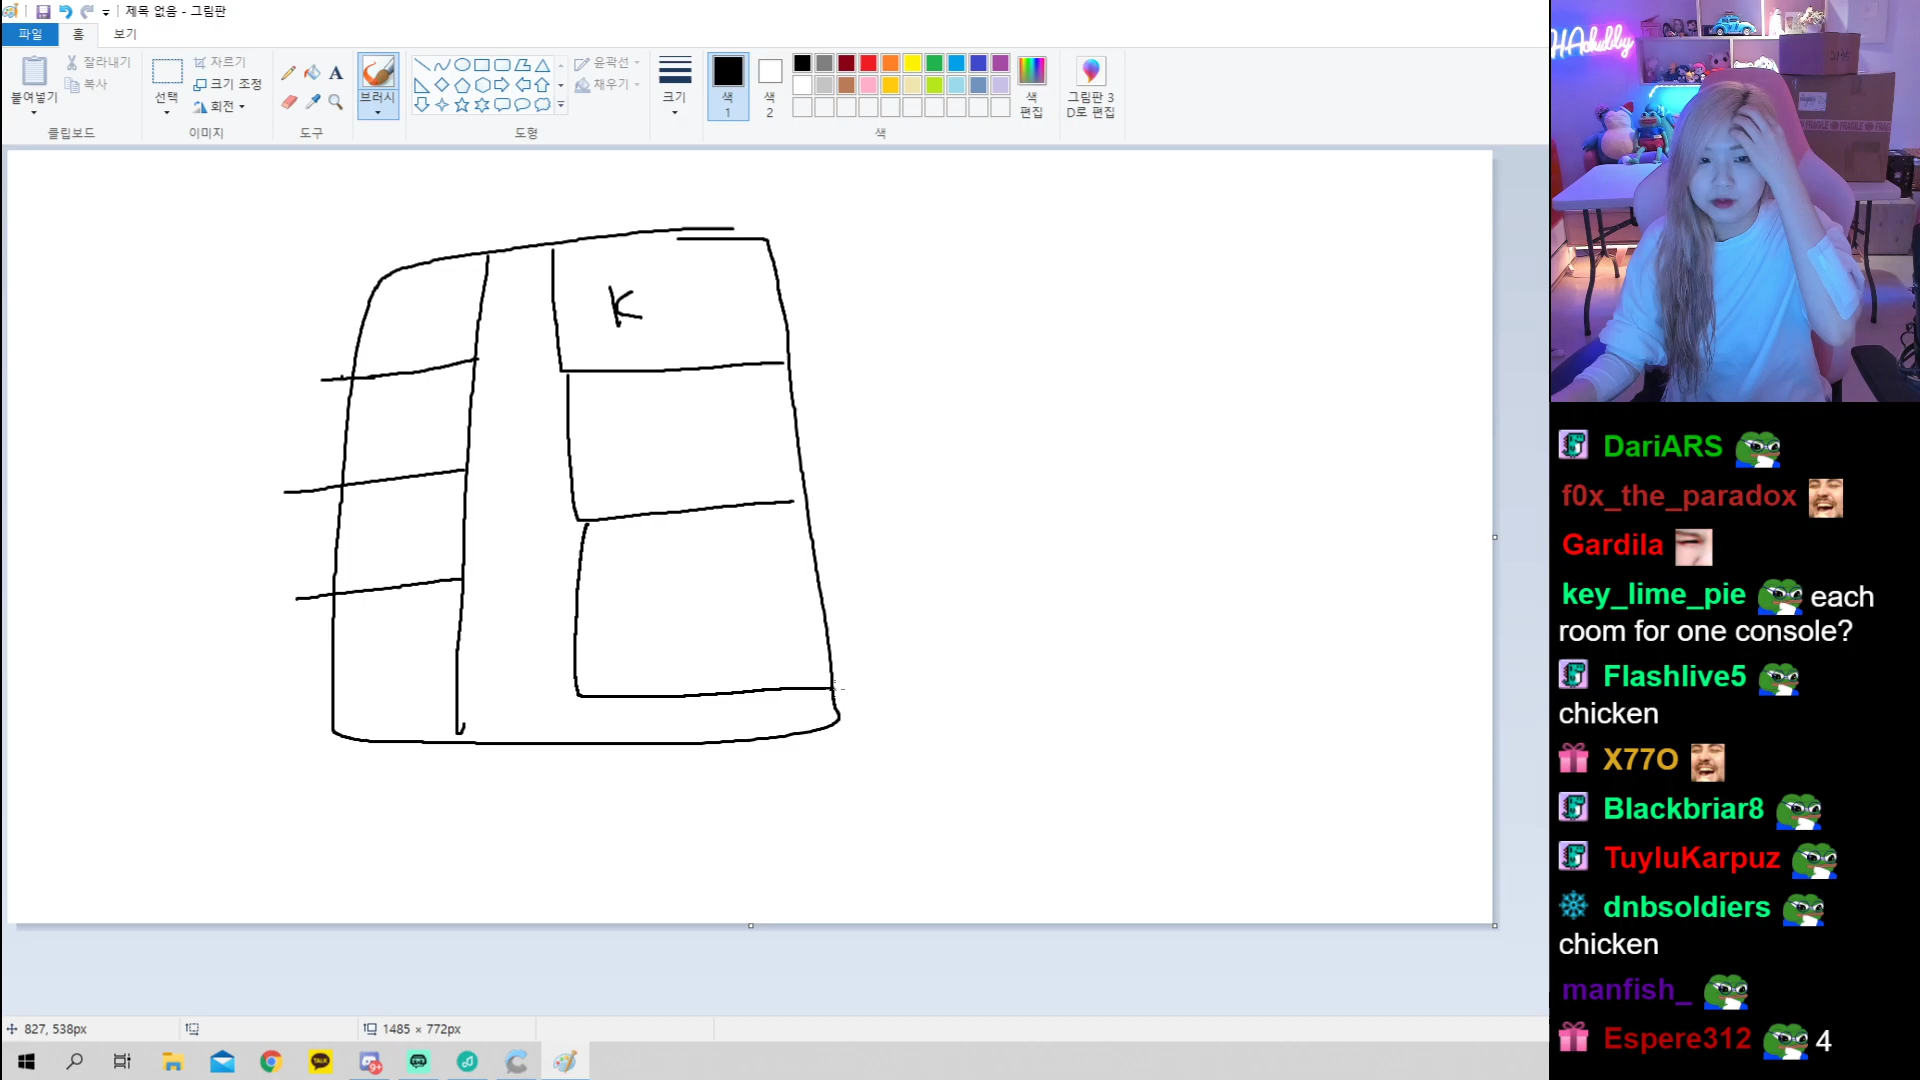 제목 없음 - 그림판
파일 홈 보기
붙여넣기
잘라내기
복사
클립보드
선택
자르기
크기 조정
회전
이미지
A
도구
브러시
윤곽선
채우기
도형
크기
색 1
색 2
색
편집
그림판 3
D로 편집
색
K
827, 538px
1485 × 772px
TALK
9+
HAchubby
FRAGILE
DariARS
f0x_the_paradox
Gardila
key_lime_pie each
room for one console?
Flashlive5
chicken
X77O
Blackbriar8
TuyluKarpuz
dnbsoldiers
chicken
manfish_
Espere312 4